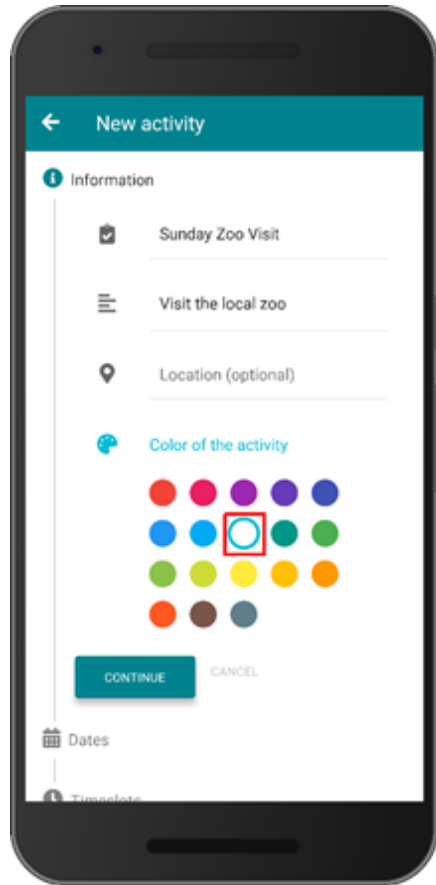 New activity
Information
Sunday Zoo Visit
Visit the local zoo
Location (optional)
Color of the activity
CONTINUE
CANCEL
Dates